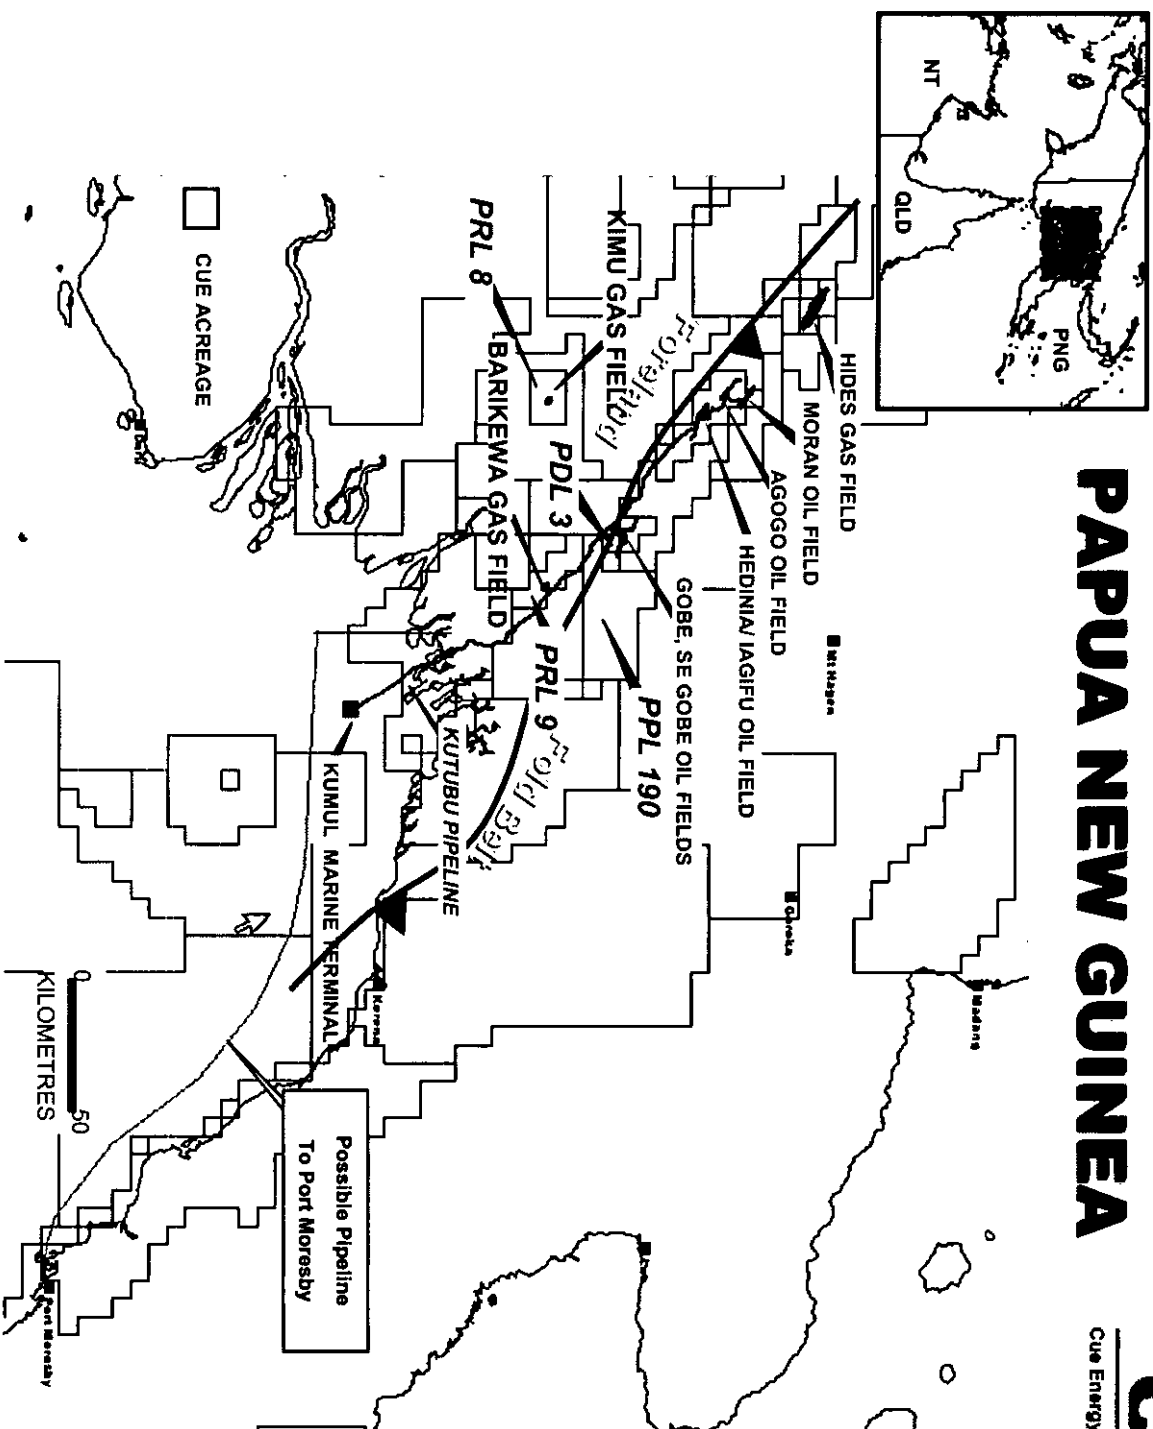 PAPUA NEW GUINEA
Cue Energy
NT
QLD
PNG
HIDES GAS FIELD
MORAN OIL FIELD
AGOGO OIL FIELD
HEDINIA/ IAGIFU OIL FIELD
GOBE, SE GOBE OIL FIELDS
PPL 190
KIMU GAS FIELD
PRL 8
BARIKEWA GAS FIELD
PDL 3
PRL 9
Foreland
Fold Belt
KUTUBU PIPELINE
KUMUL MARINE TERMINAL
Mt Hagen
Goroka
Madang
Kerema
Lae
Daru
Port Moresby
Possible Pipeline
To Port Moresby
CUE ACREAGE
0
50
KILOMETRES